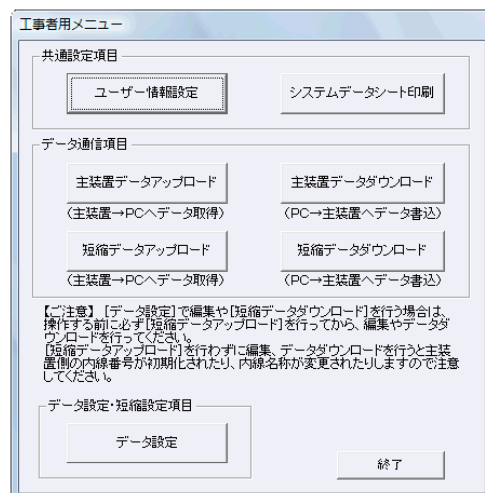 工事者用メニュー
共通設定項目
ユーザー情報設定
システムデータシート印刷
データ通信項目
主装置データアップロード
主装置データダウンロード
(主装置→PCへデータ取得)
(PC→主装置へデータ書込)
短縮データアップロード
短縮データダウンロード
(主装置→PCへデータ取得)
(PC→主装置へデータ書込)
【ご注意】 [データ設定]で編集や[短縮データダウンロード]を行う場合は、
操作する前に必ず[短縮データアップロード]を行ってから、編集やデータダ
ウンロードを行ってください。
[短縮データアップロード]を行わずに編集、データダウンロードを行うと主装
置側の内線番号が初期化されたり、内線名称が変更されたりしますので注意
してください。
データ設定・短縮設定項目
データ設定
終了